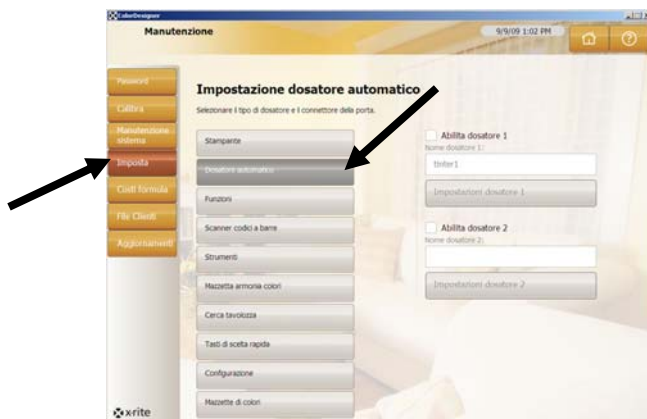 ColorDesigner
Manutenzione
9/9/09 1:02 PM
Password
Calibra
Manutenzione
sistema
Imposta
Costi formula
File Clienti
Aggiornamenti
Impostazione dosatore automatico
Selezionare il tipo di dosatore e il connettore della porta.
Stampante
Dosatore automatico
Funzioni
Scanner codici a barre
Strumenti
Mazzetta armonia colori
Cerca tavolozza
Tasti di scelta rapida
Configurazione
Mazzette di colori
Abilita dosatore 1
Nome dosatore 1:
tinter1
Impostazioni dosatore 1
Abilita dosatore 2
Nome dosatore 2:
Impostazioni dosatore 2
x·rite